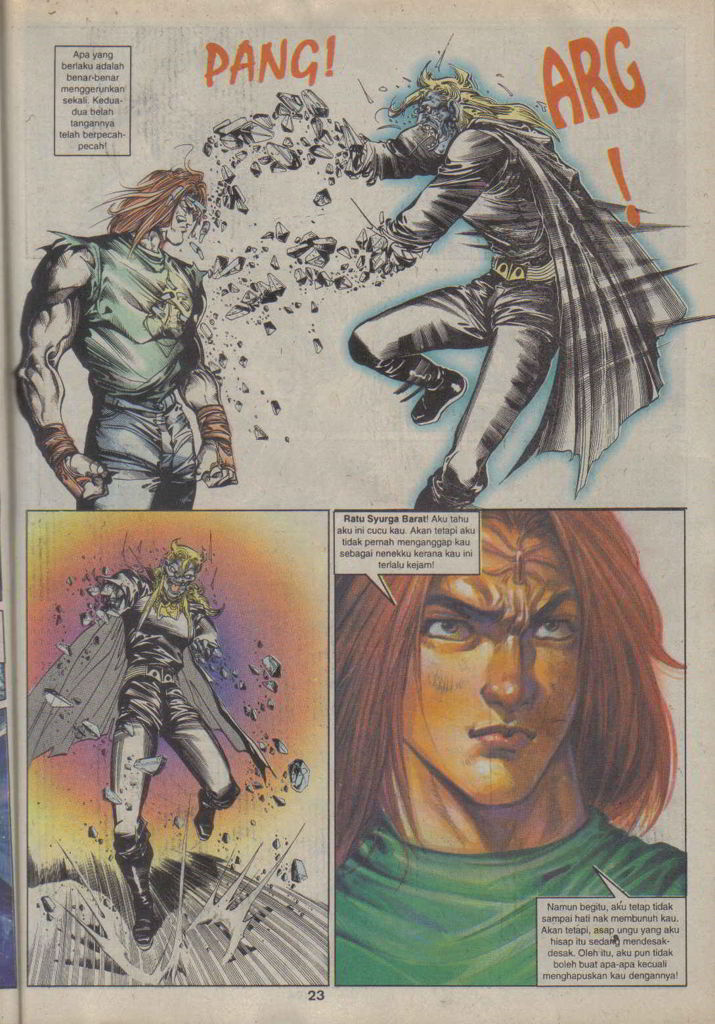 Apa yang
berlaku adalah
benar-benar
menggerunkan
sekali. Kedua-
dua belah
tangannya
telah berpecah-
pecah!
PANG!
ARG
!
Ratu Syurga Barat! Aku tahu
aku ini cucu kau. Akan tetapi aku
tidak pernah menganggap kau
sebagai nenekku kerana kau ini
terlalu kejam!
Namun begitu, aku tetap tidak
sampai hati nak membunuh kau.
Akan tetapi, asap ungu yang aku
hisap itu sedang mendesak-
desak. Oleh itu, aku pun tidak
boleh buat apa-apa kecuali
menghapuskan kau dengannya!
23